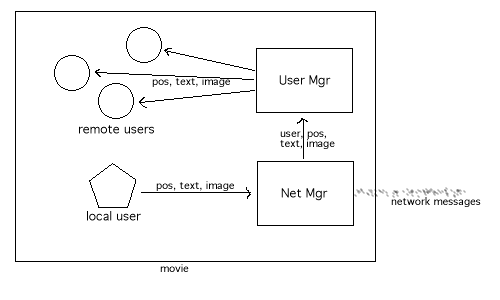 User Mgr
pos, text, image
remote users
user, pos,
text, image
pos, text, image
Net Mgr
local user
network messages
movie